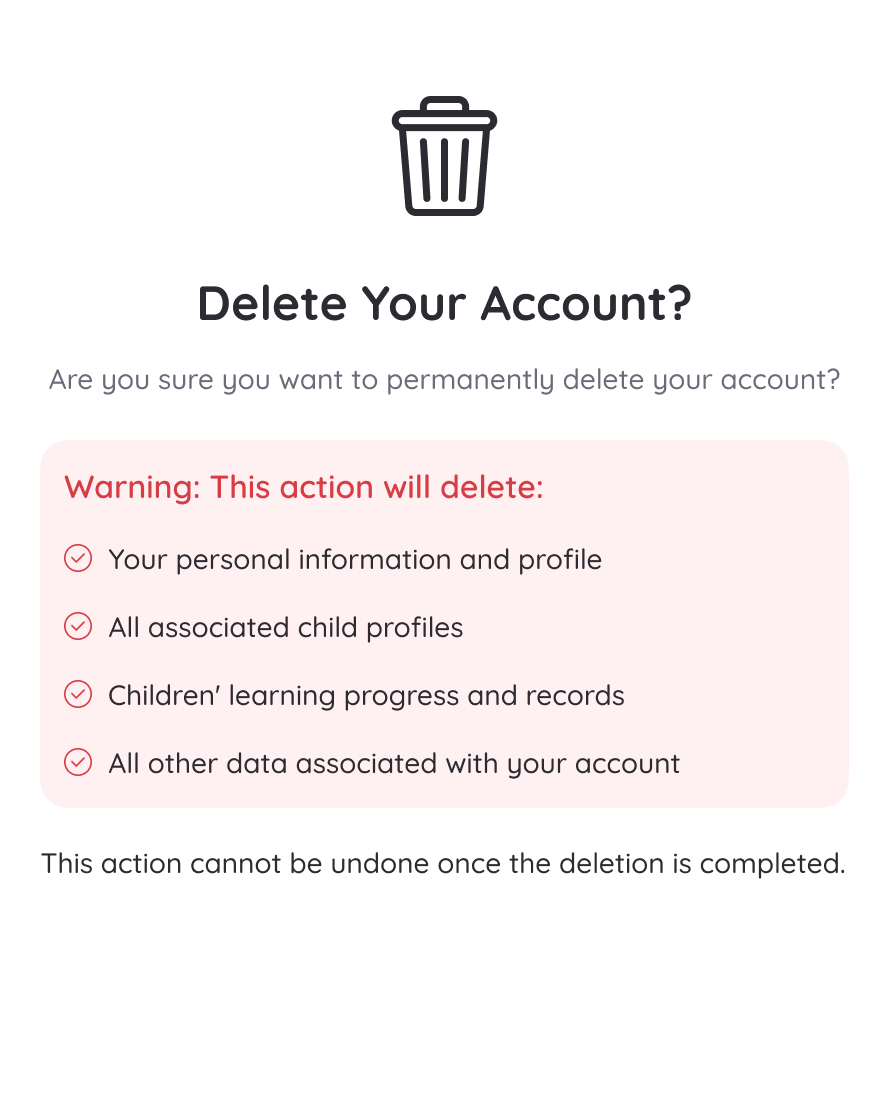 Delete Your Account?
Are you sure you want to permanently delete your account?
Warning: This action will delete:
Your personal information and profile
All associated child profiles
Children' learning progress and records
All other data associated with your account
This action cannot be undone once the deletion is completed.